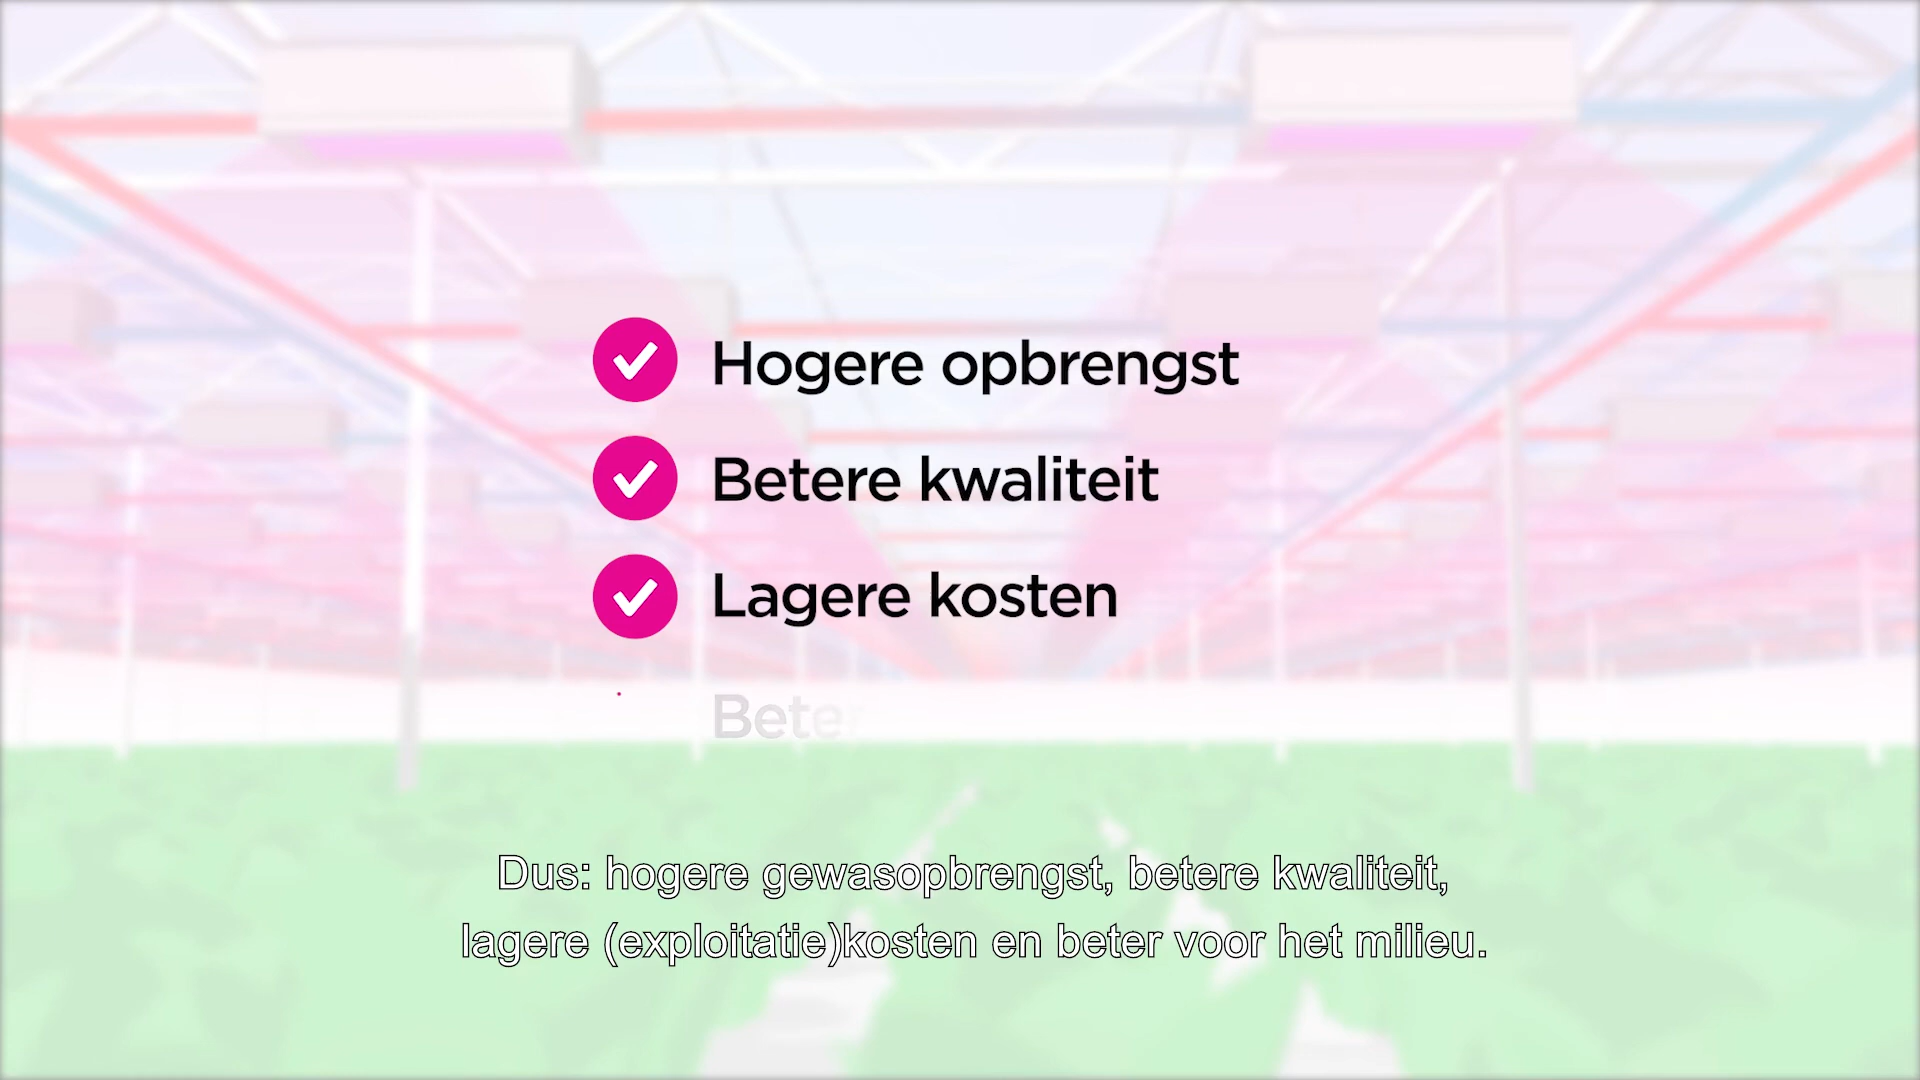 Hogere opbrengst
Betere kwaliteit
Lagere kosten
Beter
Dus: hogere gewasopbrengst, betere kwaliteit,
lagere (exploitatie)kosten en beter voor het milieu.